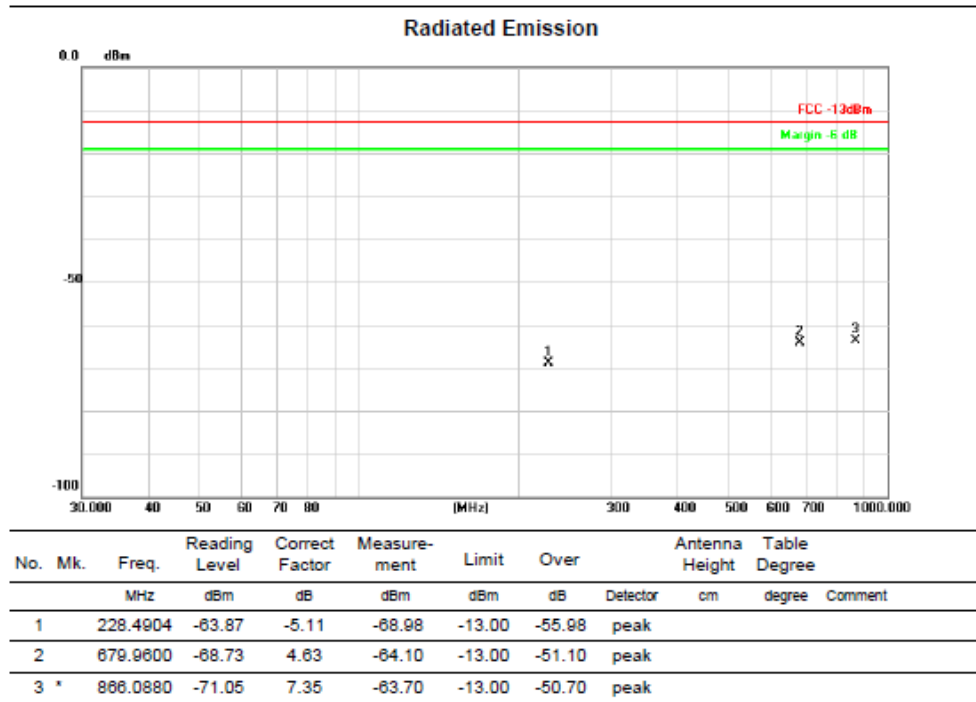 Radiated Emission
0.0 dBm
FCC -13dBm
Margin -6 dB
-50
1
2
3
-100
30.000 40 50 60 70 80 (MHz) 300 400 500 600 700 1000.000
No. Mk. Freq. Reading Level Correct Factor Measure-ment Limit Over Antenna Height Table Degree
MHz dBm dB dBm dBm dB Detector cm degree Comment
1 228.4904 -63.87 -5.11 -68.98 -13.00 -55.98 peak
2 679.9600 -68.73 4.63 -64.10 -13.00 -51.10 peak
3 * 866.0880 -71.05 7.35 -63.70 -13.00 -50.70 peak